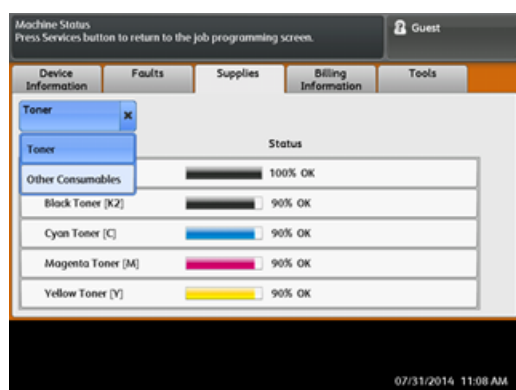 Machine Status
Press Services button to return to the job programming screen.
Guest
Device Information
Faults
Supplies
Billing Information
Tools
Toner
Toner
Other Consumables
Status
100% OK
Black Toner [K2] 90% OK
Cyan Toner [C] 90% OK
Magenta Toner [M] 90% OK
Yellow Toner [Y] 90% OK
07/31/2014 11:08 AM